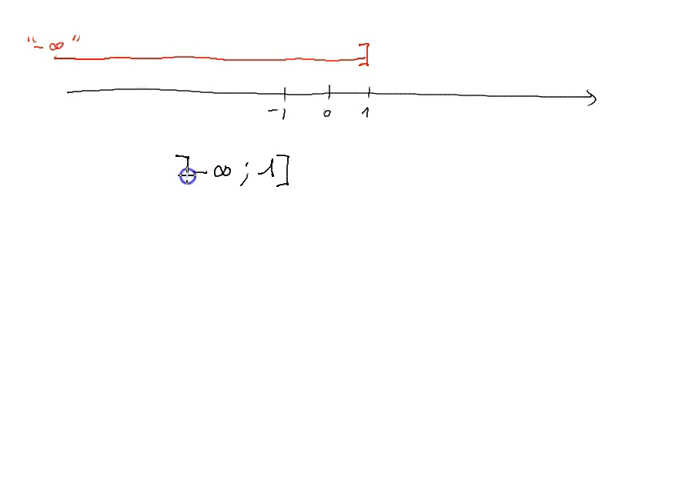 "-∞" ]
-1 0 1
]-∞ ; 1]